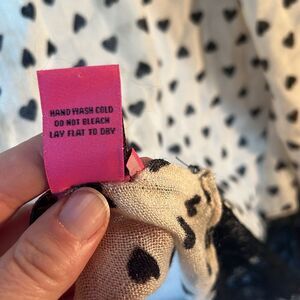 HAND WASH COLD
DO NOT BLEACH
LAY FLAT TO DRY